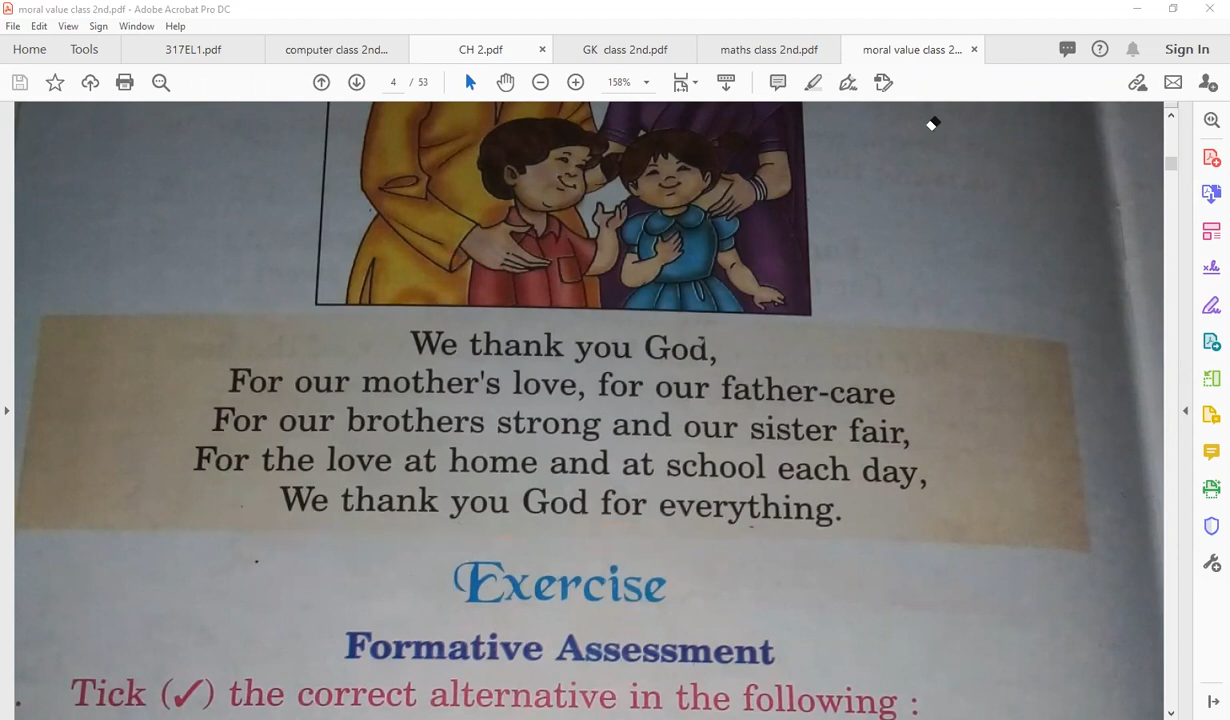 moral value class 2nd.pdf - Adobe Acrobat Pro DC
File Edit View Sign Window Help
Home Tools 317EL1.pdf computer class 2nd... CH 2.pdf × GK class 2nd.pdf maths class 2nd.pdf moral value class 2... × Sign In
4 / 53 158%
We thank you God,
For our mother's love, for our father-care
For our brothers strong and our sister fair,
For the love at home and at school each day,
We thank you God for everything.
Exercise
Formative Assessment
Tick (✓) the correct alternative in the following :